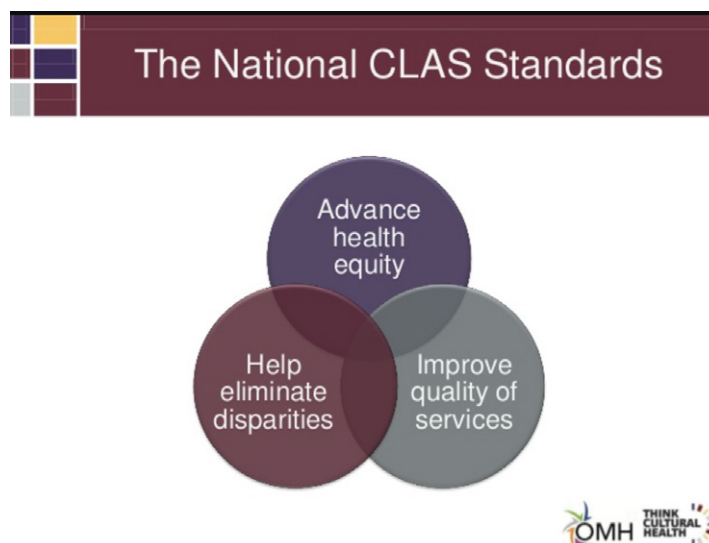 The National CLAS Standards
Advance
health
equity
Help
eliminate
disparities
Improve
quality of
services
OMH
THINK
CULTURAL
HEALTH